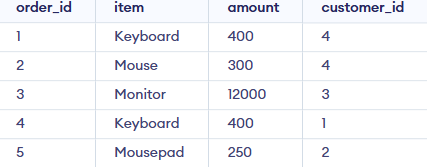 order_id item amount customer_id
1 Keyboard 400 4
2 Mouse 300 4
3 Monitor 12000 3
4 Keyboard 400 1
5 Mousepad 250 2